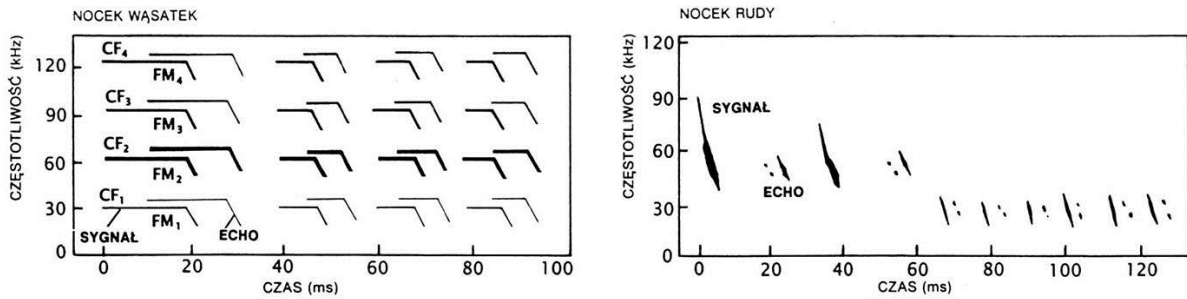 NOCEK WĄSATEK
CZĘSTOTLIWOŚĆ (kHz)
120
90
60
30
0
CF4
FM4
CF3
FM3
CF2
FM2
CF1
FM1
SYGNAŁ
ECHO
0 20 40 60 80 100
CZAS (ms)
NOCEK RUDY
CZĘSTOTLIWOŚĆ (kHz)
120
90
60
30
0
SYGNAŁ
ECHO
0 20 40 60 80 100 120
CZAS (ms)